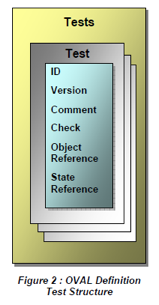 Tests
Test
ID
Version
Comment
Check
Object
Reference
State
Reference
Figure 2 : OVAL Definition
Test Structure